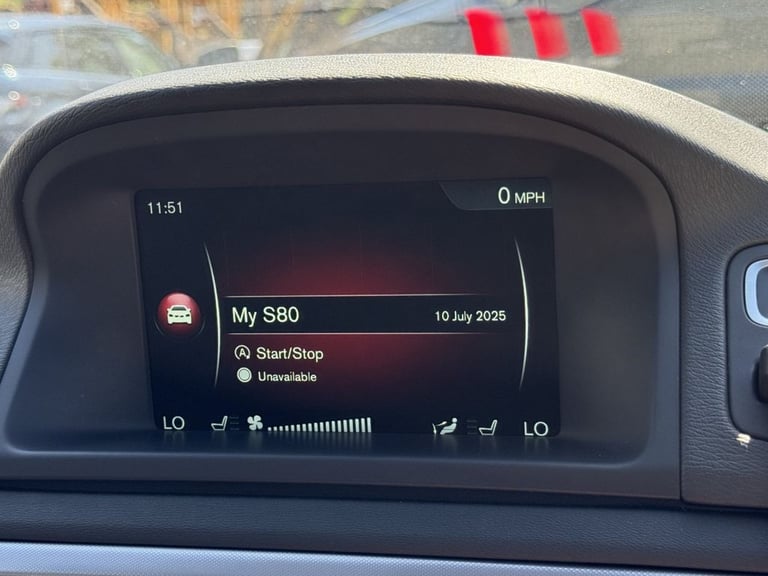 11:51
0 MPH
My S80
10 July 2025
A Start/Stop
Unavailable
LO
LO